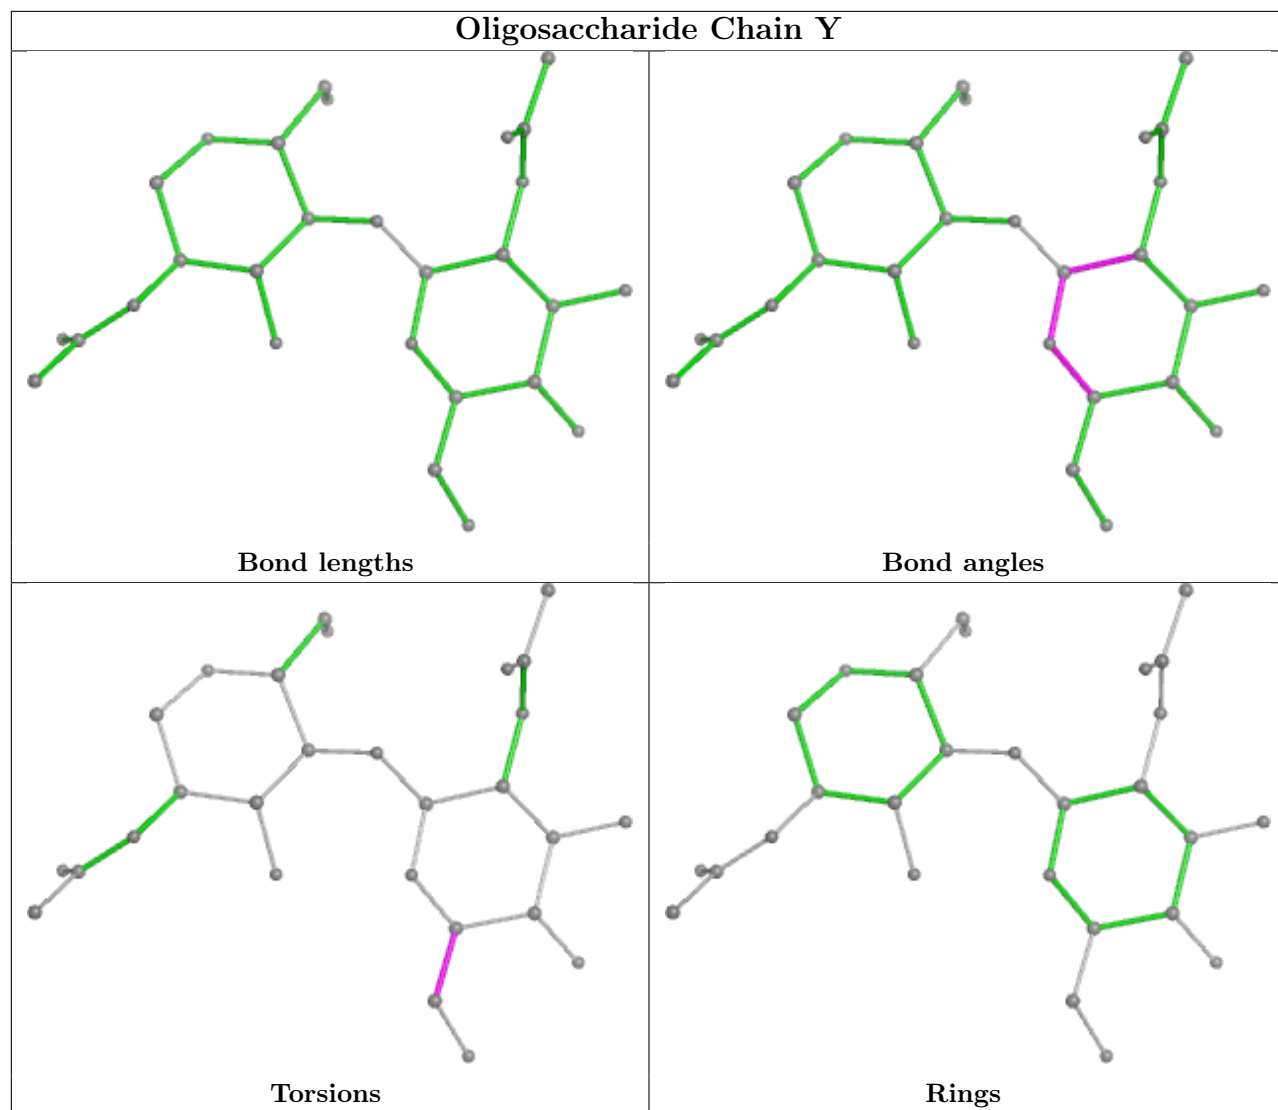 Oligosaccharide Chain Y
Bond lengths
Bond angles
Torsions
Rings